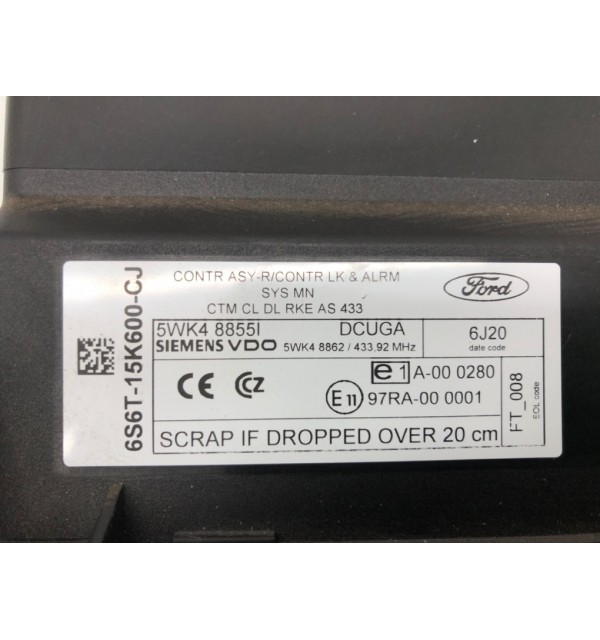 6S6T-15K600-CJ
CONTR ASY-R/CONTR LK & ALRM
SYS MN
CTM CL DL RKE AS 433
Ford
5WK4 8855I DCUGA
SIEMENS VDO 5WK4 8862 / 433,92 MHz
6J20
date code
CE CZ
e1 A-00 0280
E11 97RA-00 0001
FT_008
EOL code
SCRAP IF DROPPED OVER 20 cm